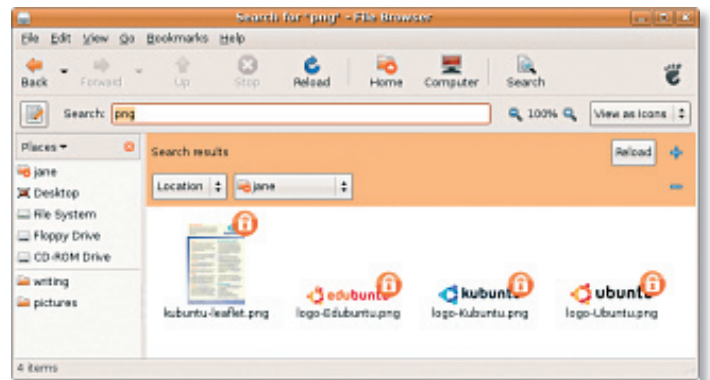 Search for "png" - File Browser
File Edit View Go Bookmarks Help
Back Forward Up Stop Reload Home Computer Search
Search: png 100% View as Icons
Places
Search results Reload
jane
Location jane
Desktop
File System
Floppy Drive
CD-ROM Drive
writing
pictures
edubuntu kubuntu ubuntu
kubuntu-leaflet.png logo-Edubuntu.png logo-Kubuntu.png logo-Ubuntu.png
4 items